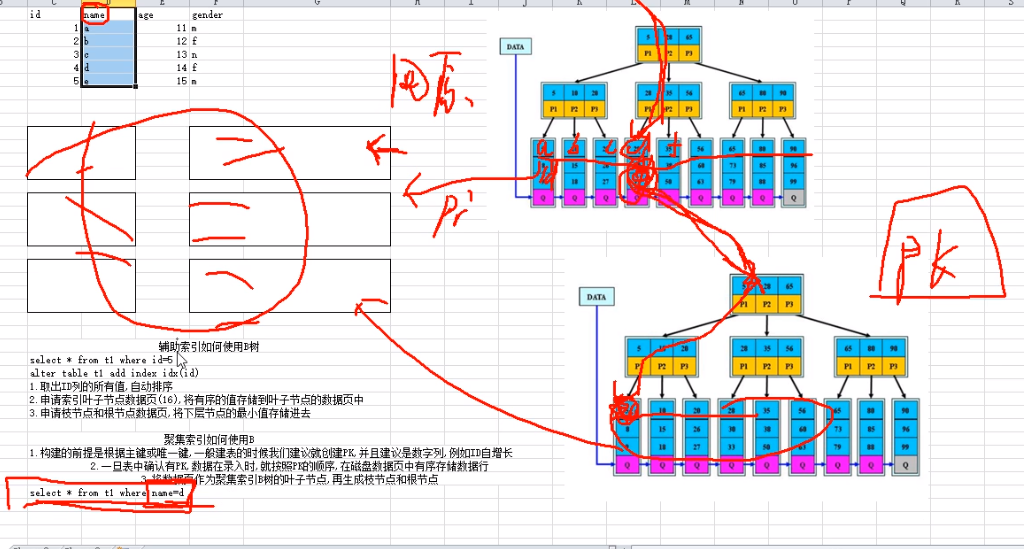 id name age gender
1 a 11 m
2 b 12 f
3 c 13 n
4 d 14 f
5 e 15 m
回表
DATA
5 28 65
P1 P2 P3
5 10 20
P1 P2 P3
28 35 56
P1 P2 P3
65 80 90
P1 P2 P3
a b c d f
35 56 65 80 90
15 26 60 73 85 96
18 27 50 63 79 88 99
Q Q Q Q Q Q Q Q
Pri
PK
DATA
5 28 65
P1 P2 P3
5 10 20
P1 P2 P3
28 35 56
P1 P2 P3
65 80 90
P1 P2 P3
10 20 28 35 56 65 80 90
8 15 26 30 38 60 73 85 96
9 18 27 33 50 63 79 88 99
Q Q Q Q Q Q Q Q Q
辅助索引如何使用B树
select * from t1 where id=5
alter table t1 add index idx(id)
1.取出ID列的所有值,自动排序
2.申请索引叶子节点数据页(16),将有序的值存储到叶子节点的数据页中
3.申请枝节点和根节点数据页,将下层节点的最小值存储进去
聚集索引如何使用B
1.构建的前提是根据主键或唯一键,一般建表的时候我们建议就创建PK,并且建议是数字列,例如ID自增长
2.一旦表中确认有PK,数据在录入时,就按照PK的顺序,在磁盘数据页中有序存储数据行
3.将数据页作为聚集索引B树的叶子节点,再生成枝节点和根节点
select * from t1 where name=d